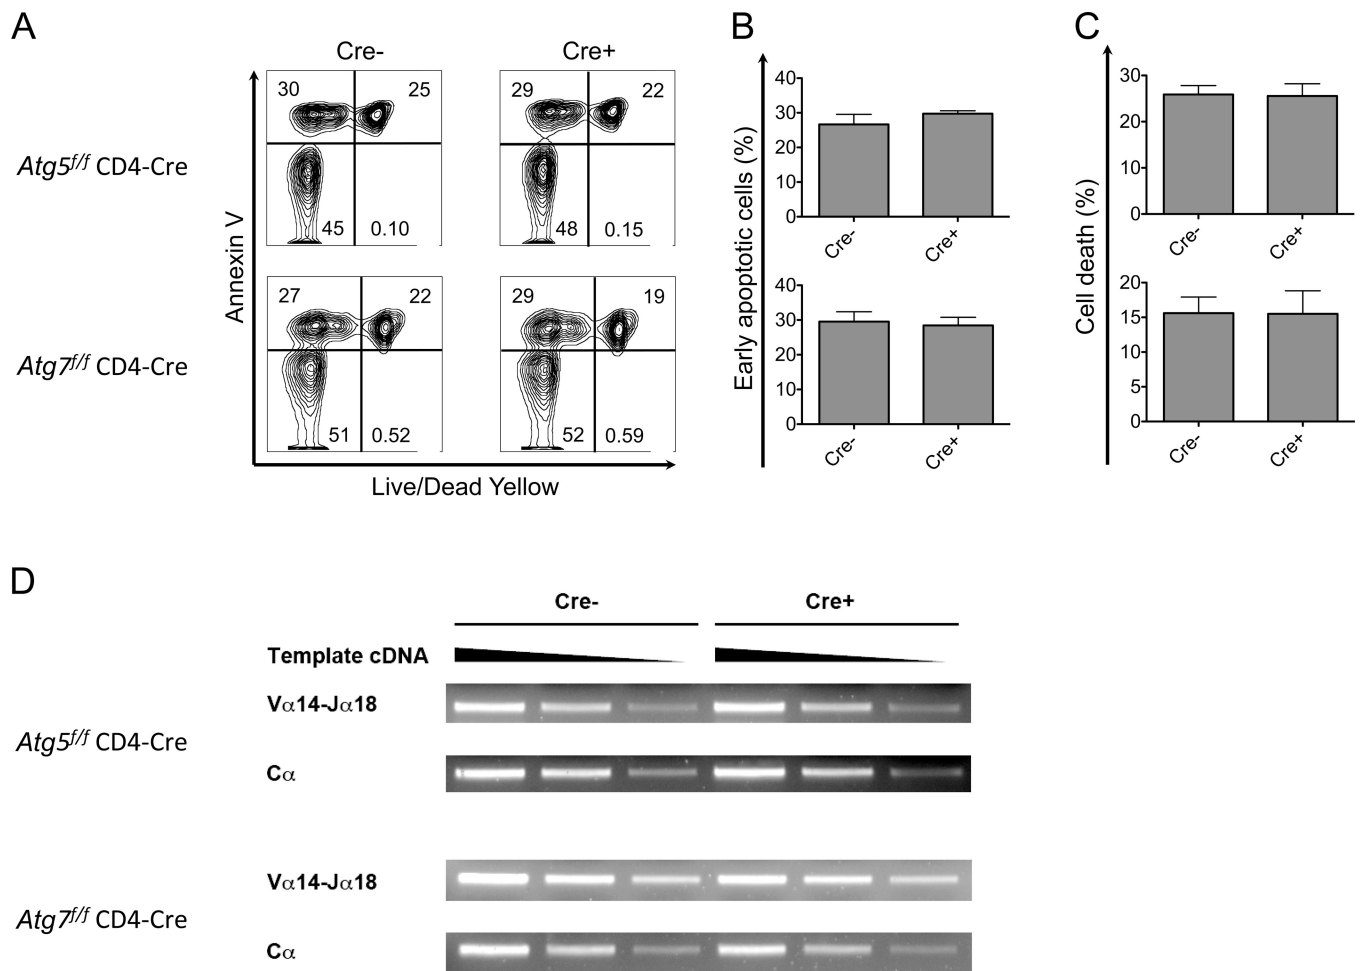 A
B
C
Cre-
Cre+
Atg5f/f CD4-Cre
30
25
45
0.10
29
22
48
0.15
Atg7f/f CD4-Cre
27
22
51
0.52
29
19
52
0.59
Annexin V
Live/Dead Yellow
Early apoptotic cells (%)
40
30
20
10
0
Cre-
Cre+
40
30
20
10
0
Cre-
Cre+
Cell death (%)
30
20
10
0
Cre-
Cre+
20
15
10
5
0
Cre-
Cre+
D
Cre-
Cre+
Template cDNA
Atg5f/f CD4-Cre
Vα14-Jα18
Cα
Atg7f/f CD4-Cre
Vα14-Jα18
Cα